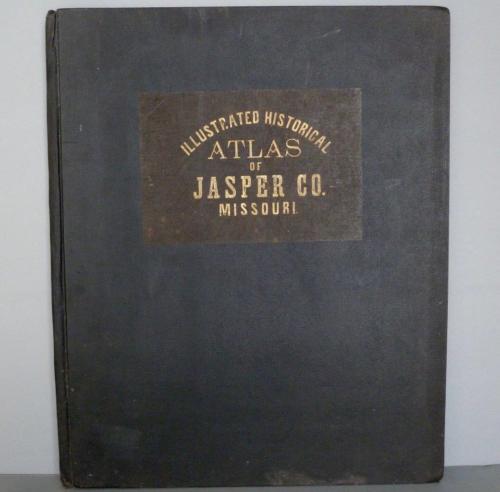 ILLUSTRATED HISTORICAL
ATLAS
OF
JASPER CO.
MISSOURI.